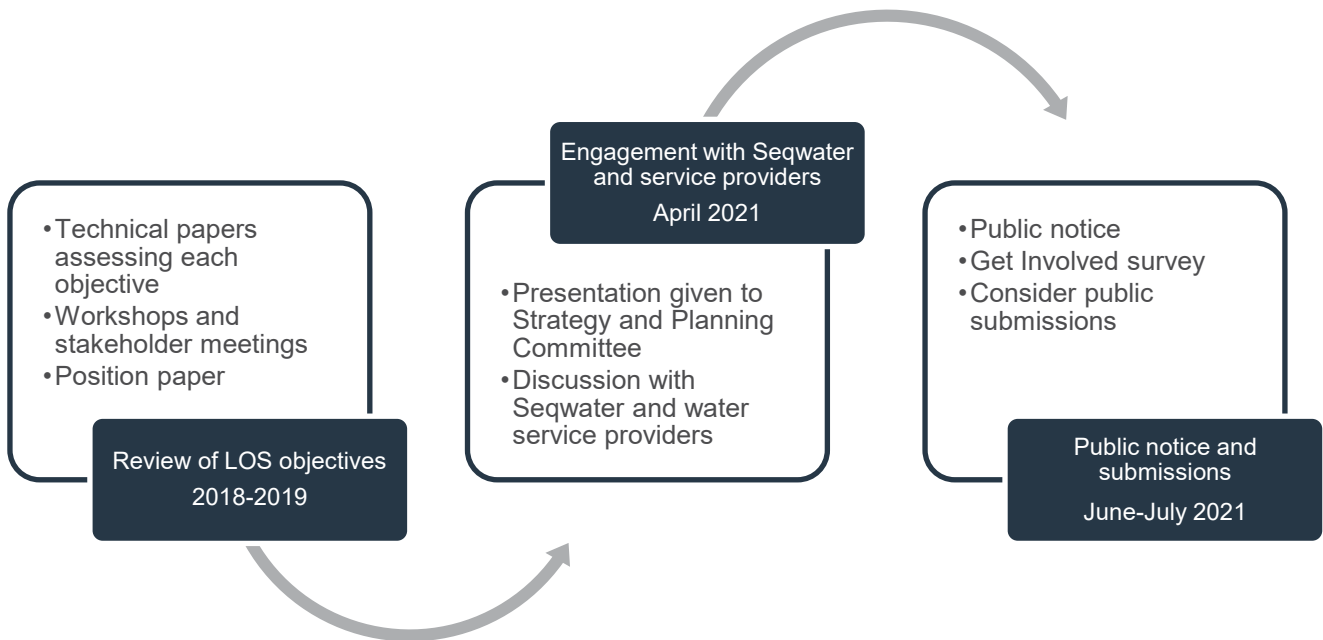 •Technical papers
assessing each
objective
•Workshops and
stakeholder meetings
•Position paper
Review of LOS objectives
2018-2019
Engagement with Seqwater
and service providers
April 2021
•Presentation given to
Strategy and Planning
Committee
•Discussion with
Seqwater and water
service providers
•Public notice
•Get Involved survey
•Consider public
submissions
Public notice and
submissions
June-July 2021